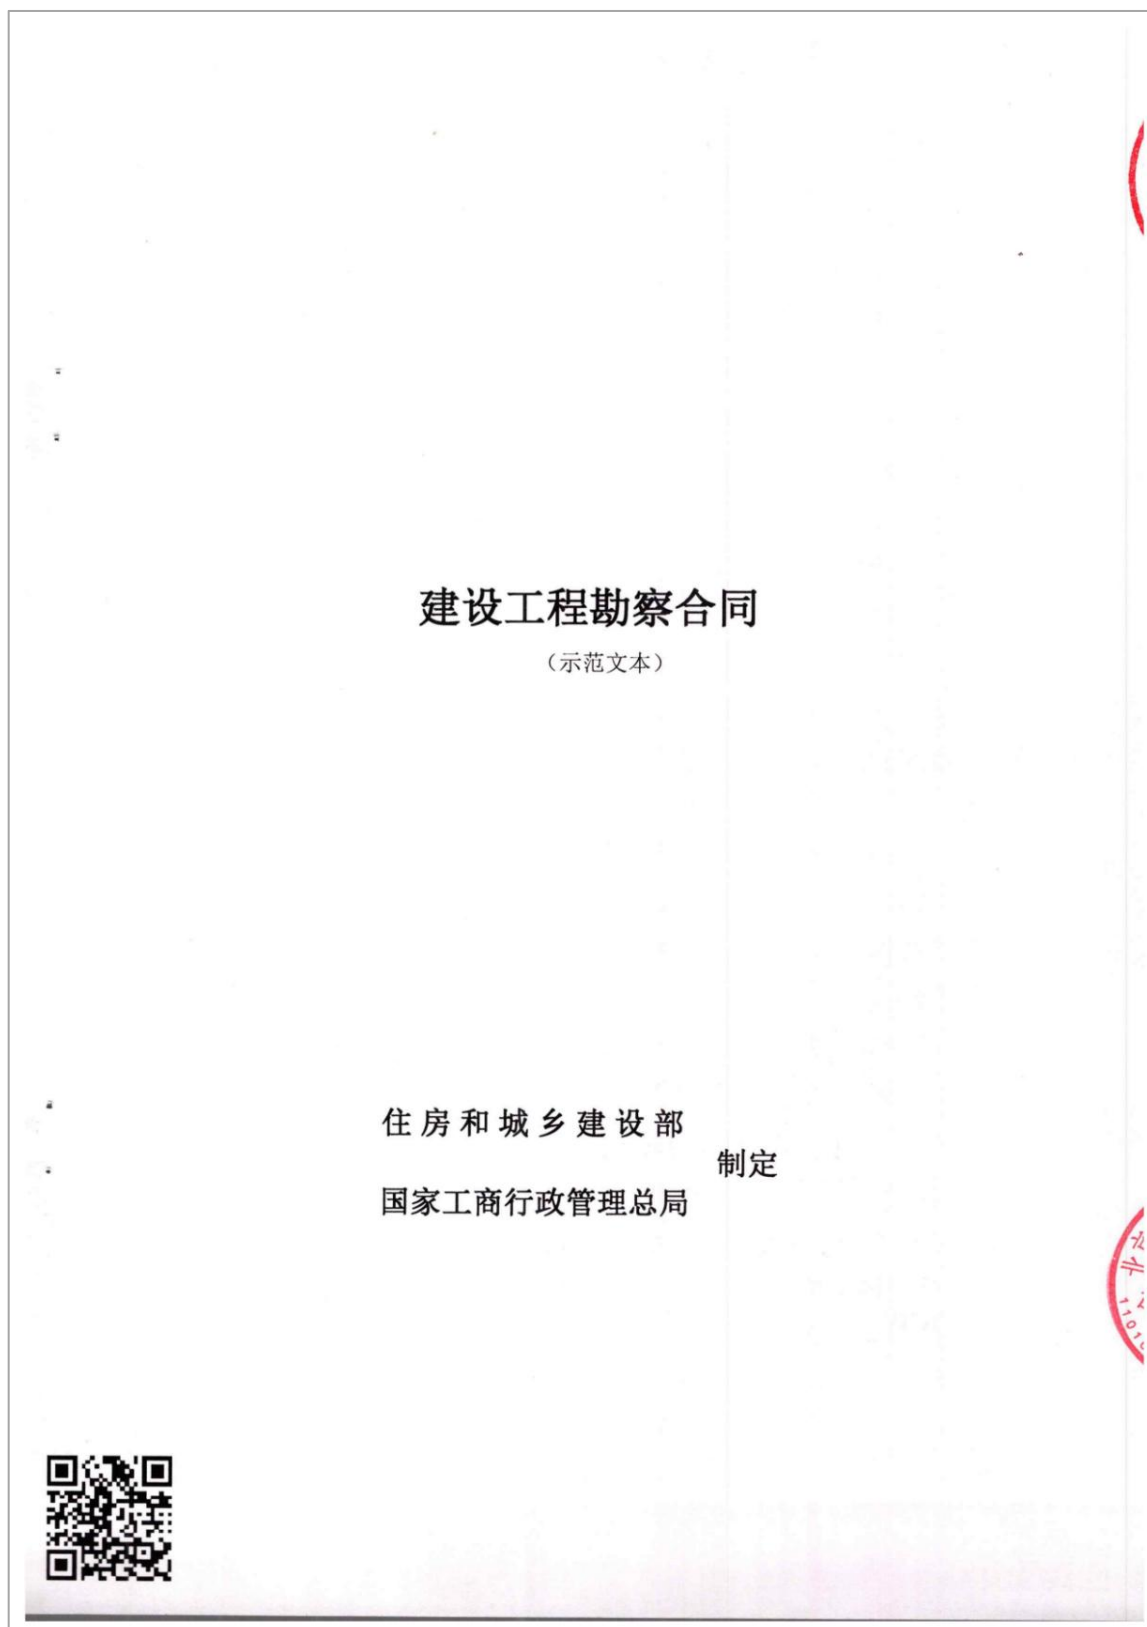 建设工程勘察合同
（示范文本）
住房和城乡建设部
制定
国家工商行政管理总局